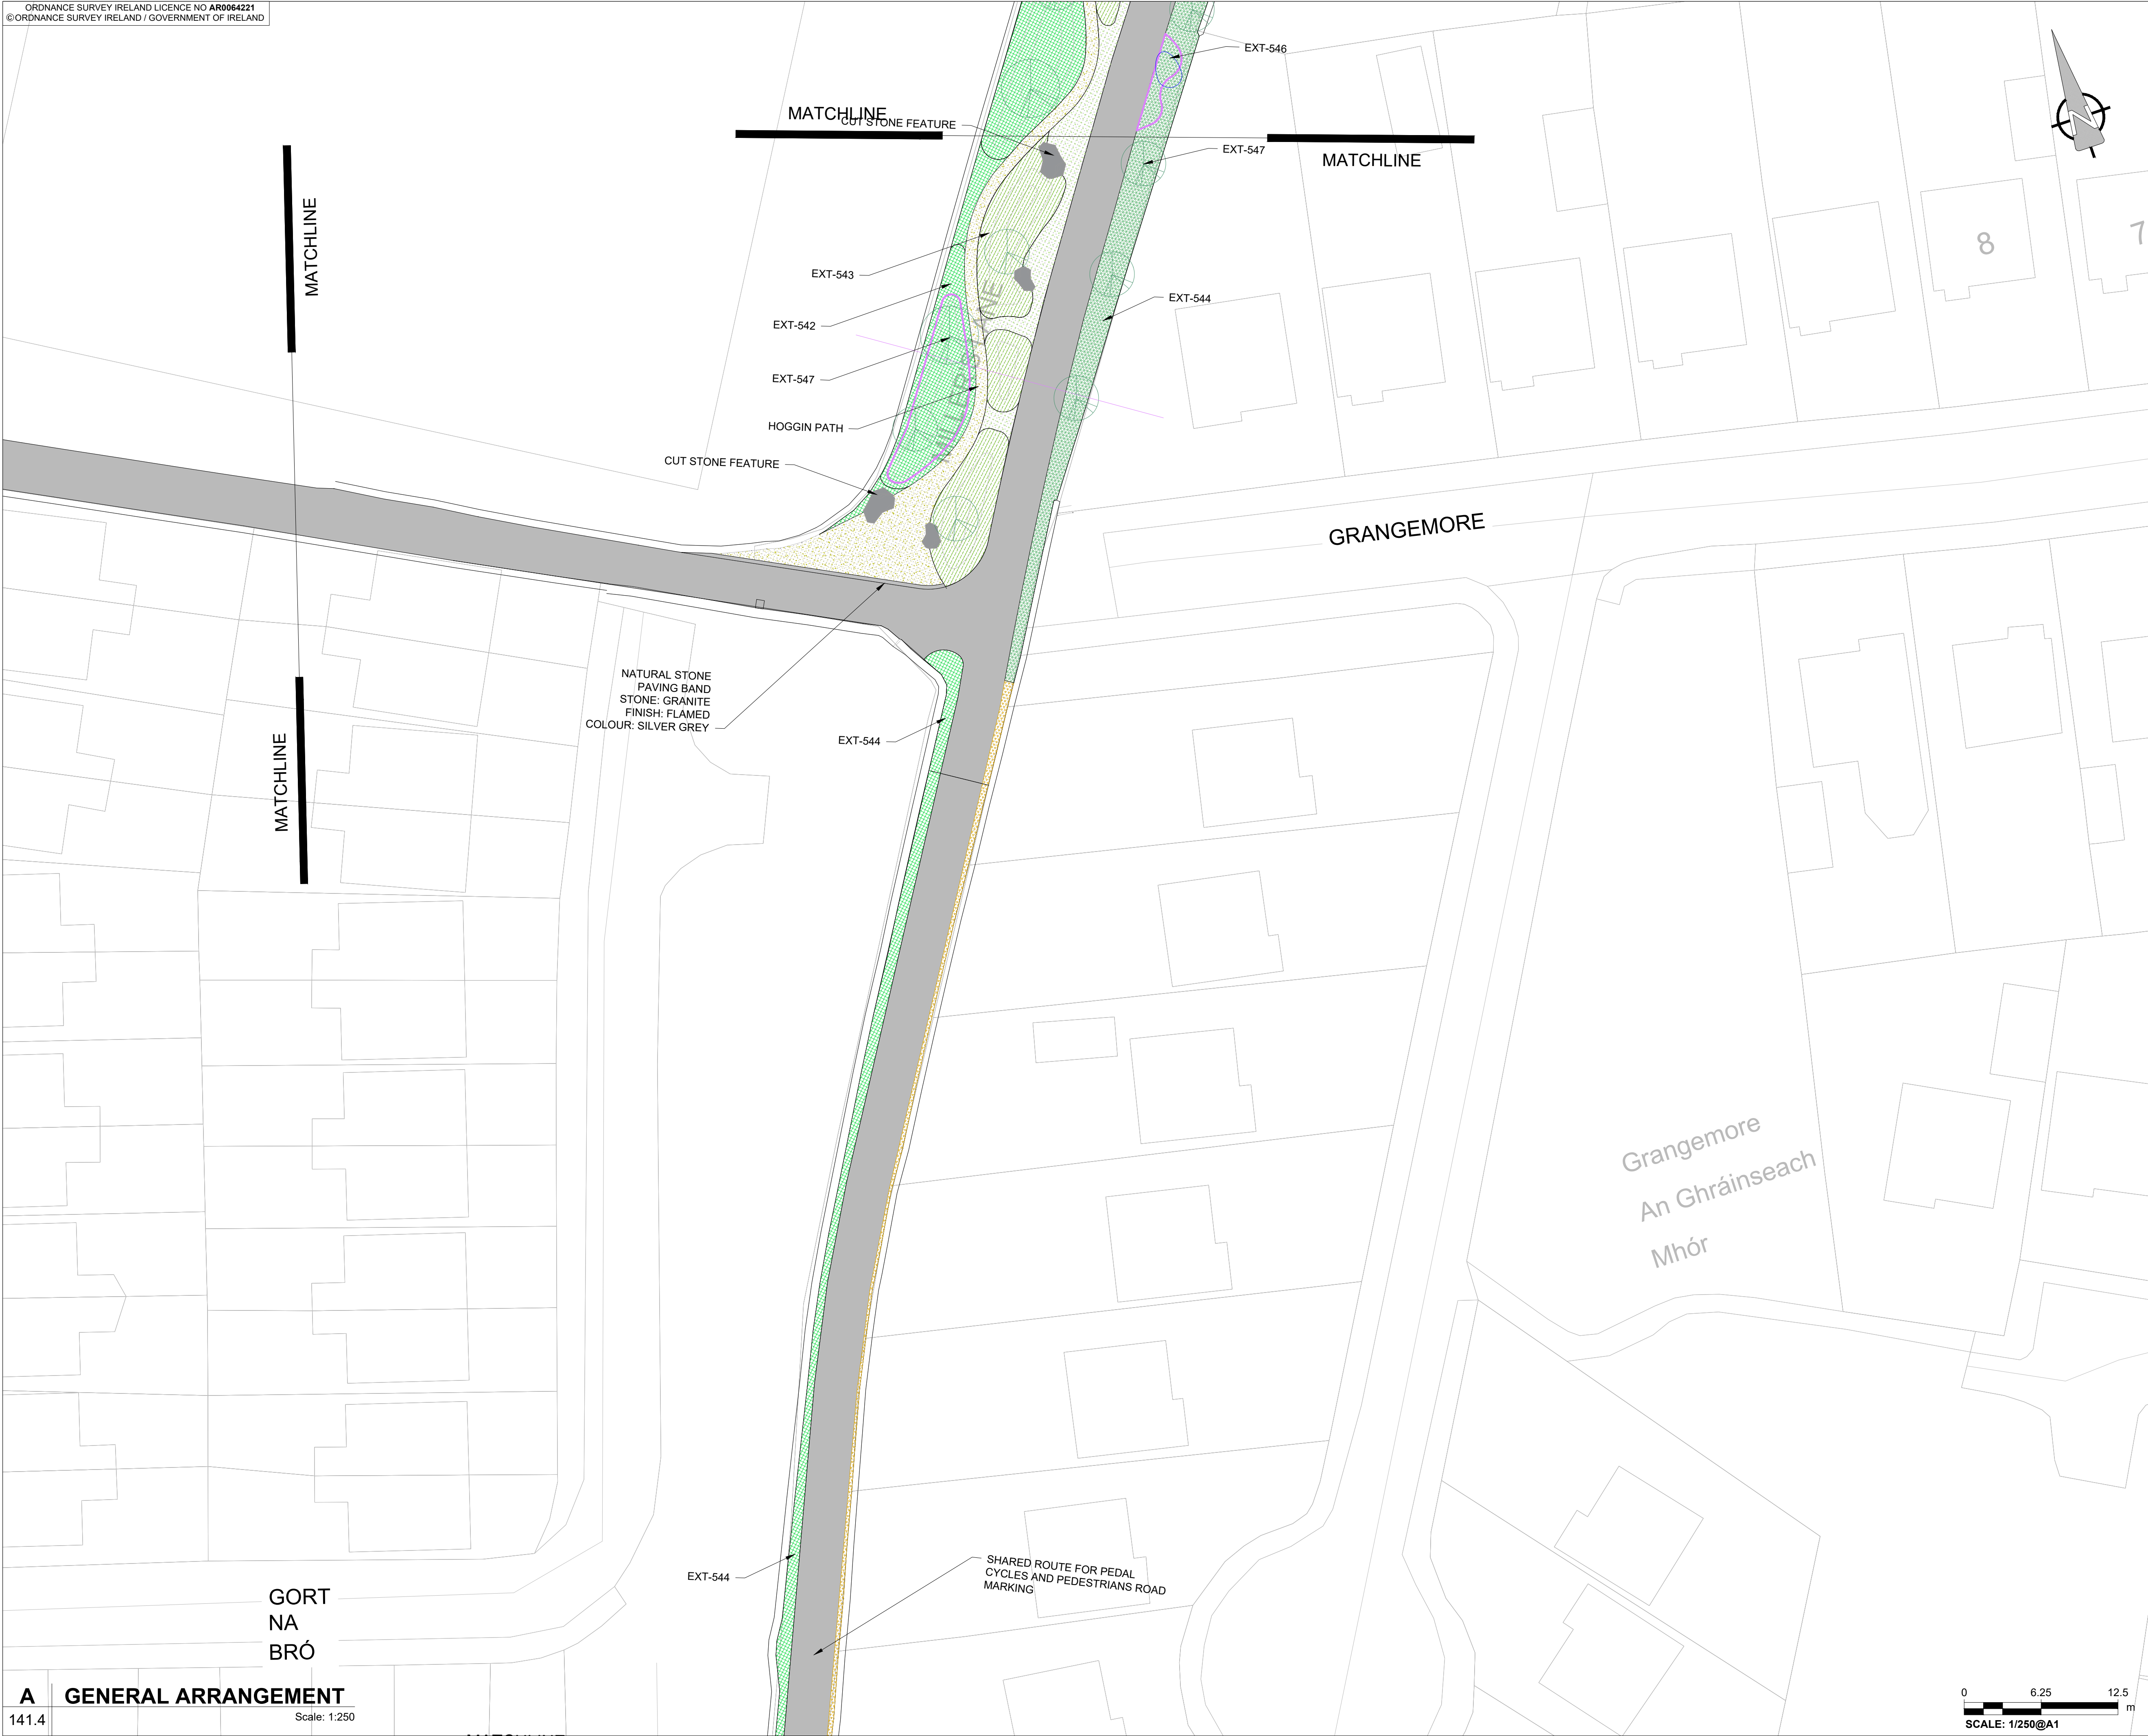 ORDNANCE SURVEY IRELAND LICENCE NO AR0064221
©ORDNANCE SURVEY IRELAND / GOVERNMENT OF IRELAND
EXT-546
MATCHLINE
CUT STONE FEATURE
N
MATCHLINE
EXT-547
MATCHLINE
8
7
EXT-543
EXT-542
EXT-544
EXT-547
MILLER'S LANE
HOGGIN PATH
CUT STONE FEATURE
GRANGEMORE
NATURAL STONE
PAVING BAND
STONE: GRANITE
FINISH: FLAMED
COLOUR: SILVER GREY
EXT-544
MATCHLINE
Grangemore
An Ghráinseach
Mhór
EXT-544
SHARED ROUTE FOR PEDAL
CYCLES AND PEDESTRIANS ROAD
MARKING
GORT
NA
BRÓ
A GENERAL ARRANGEMENT
141.4 Scale: 1:250
0 6.25 12.5
m
SCALE: 1/250@A1